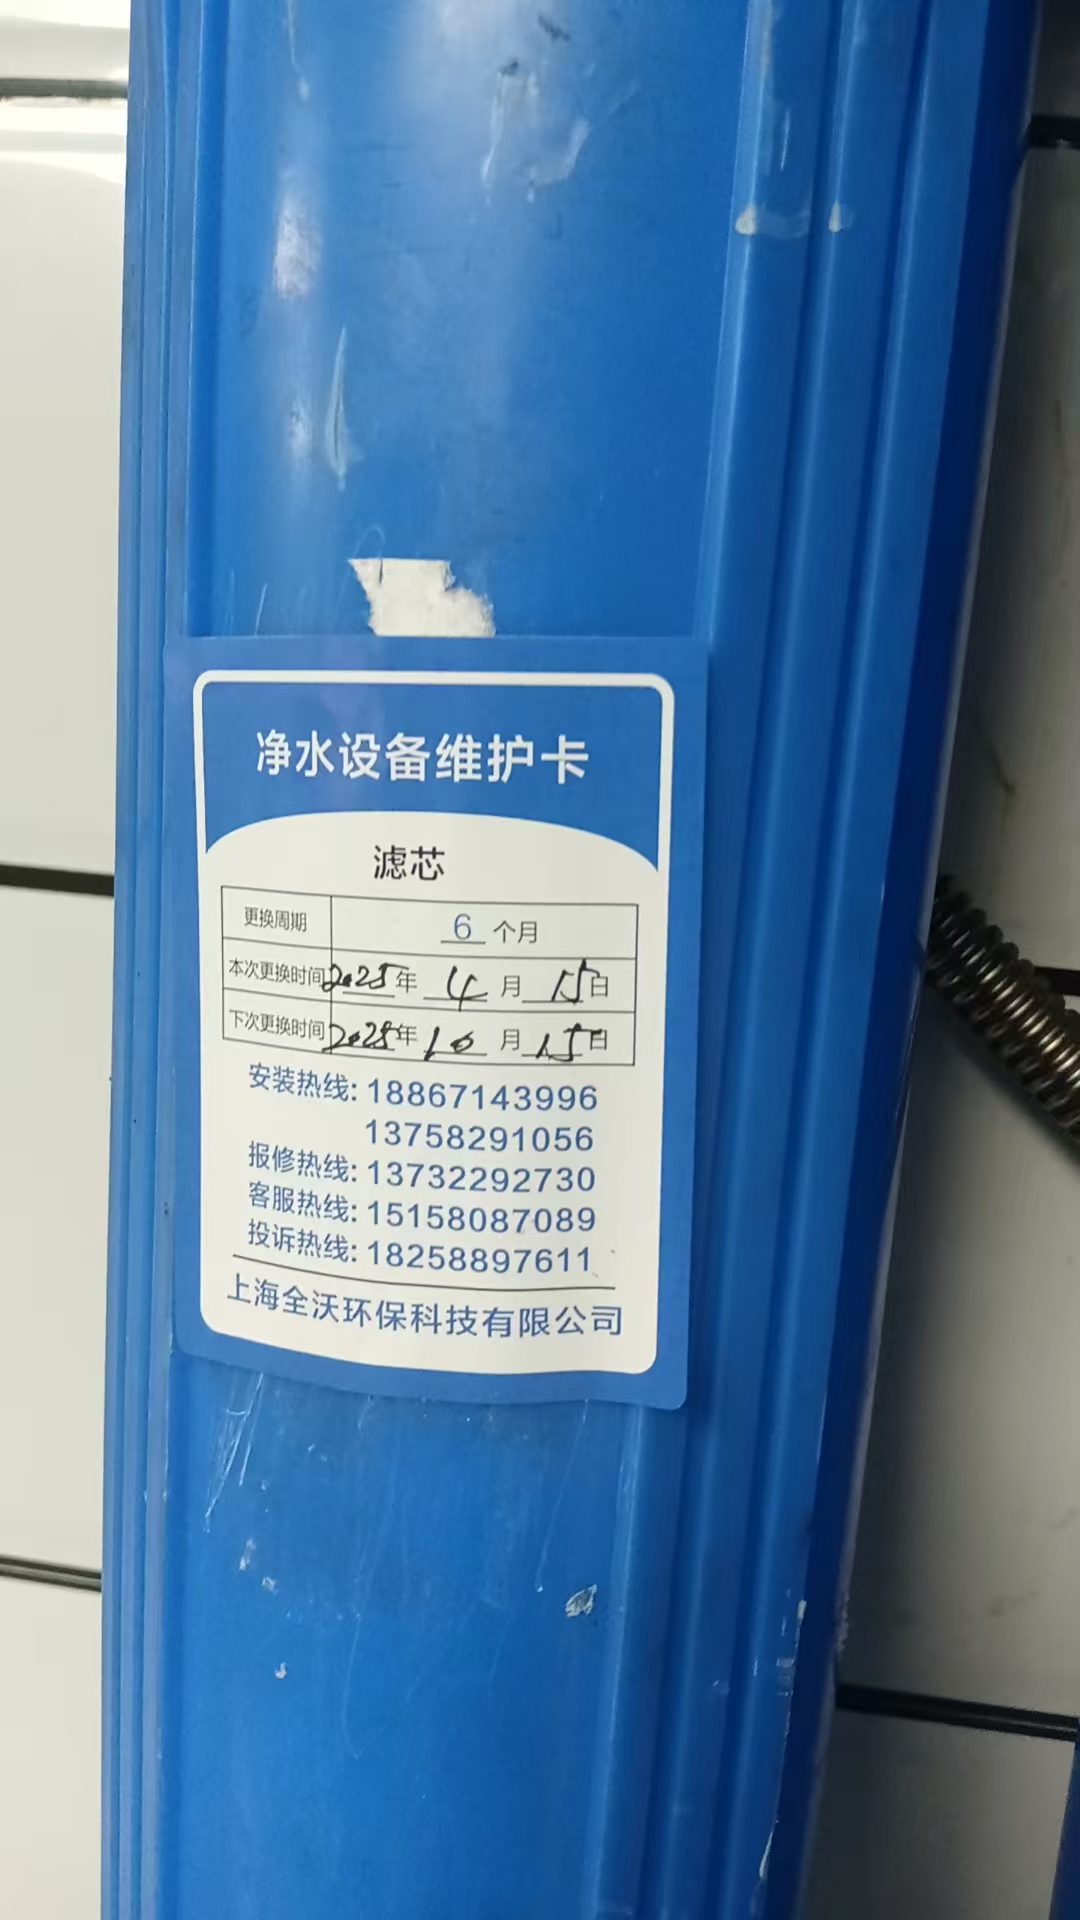 净水设备维护卡
滤芯
更换周期 6 个月
本次更换时间 2025年 4 月 15日
下次更换时间 2025年 10 月 15日
安装热线: 18867143996
13758291056
报修热线: 13732292730
客服热线: 15158087089
投诉热线: 18258897611
上海全沃环保科技有限公司